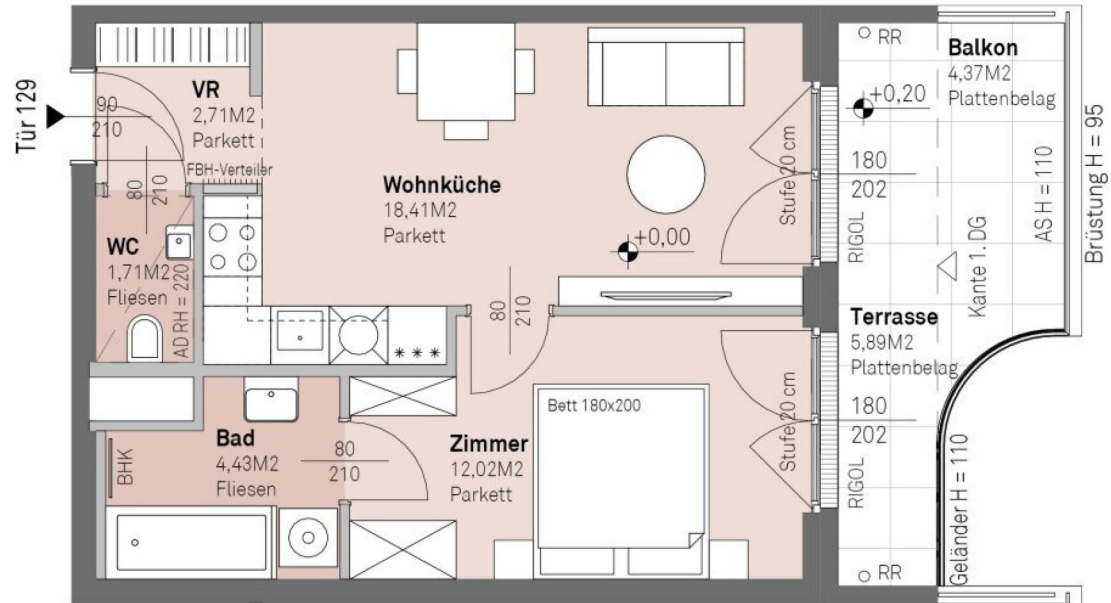 Tür 129
90
210
VR
2,71M2
Parkett
FBH-Verteiler
80
210
WC
1,71M2
Fliesen
ADRH = 220
Wohnküche
18,41M2
Parkett
+0,00
Stufe 20 cm
80
210
***
Bad
4,43M2
Fliesen
BHK
80
210
Zimmer
12,02M2
Parkett
Bett 180x200
Stufe 20 cm
RR
Balkon
4,37M2
Plattenbelag
+0,20
180
202
RIGOL
AS H = 110
Brüstung H = 95
Kante 1. DG
Terrasse
5,89M2
Plattenbelag
180
202
RIGOL
Geländer H = 110
RR